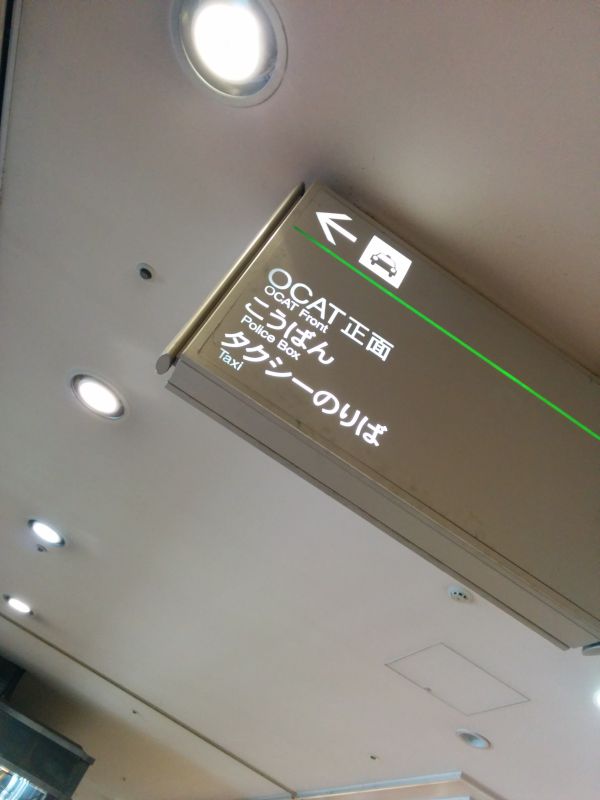 OCAT正面
OCAT Front
こうばん
Police Box
タクシーのりば
Taxi